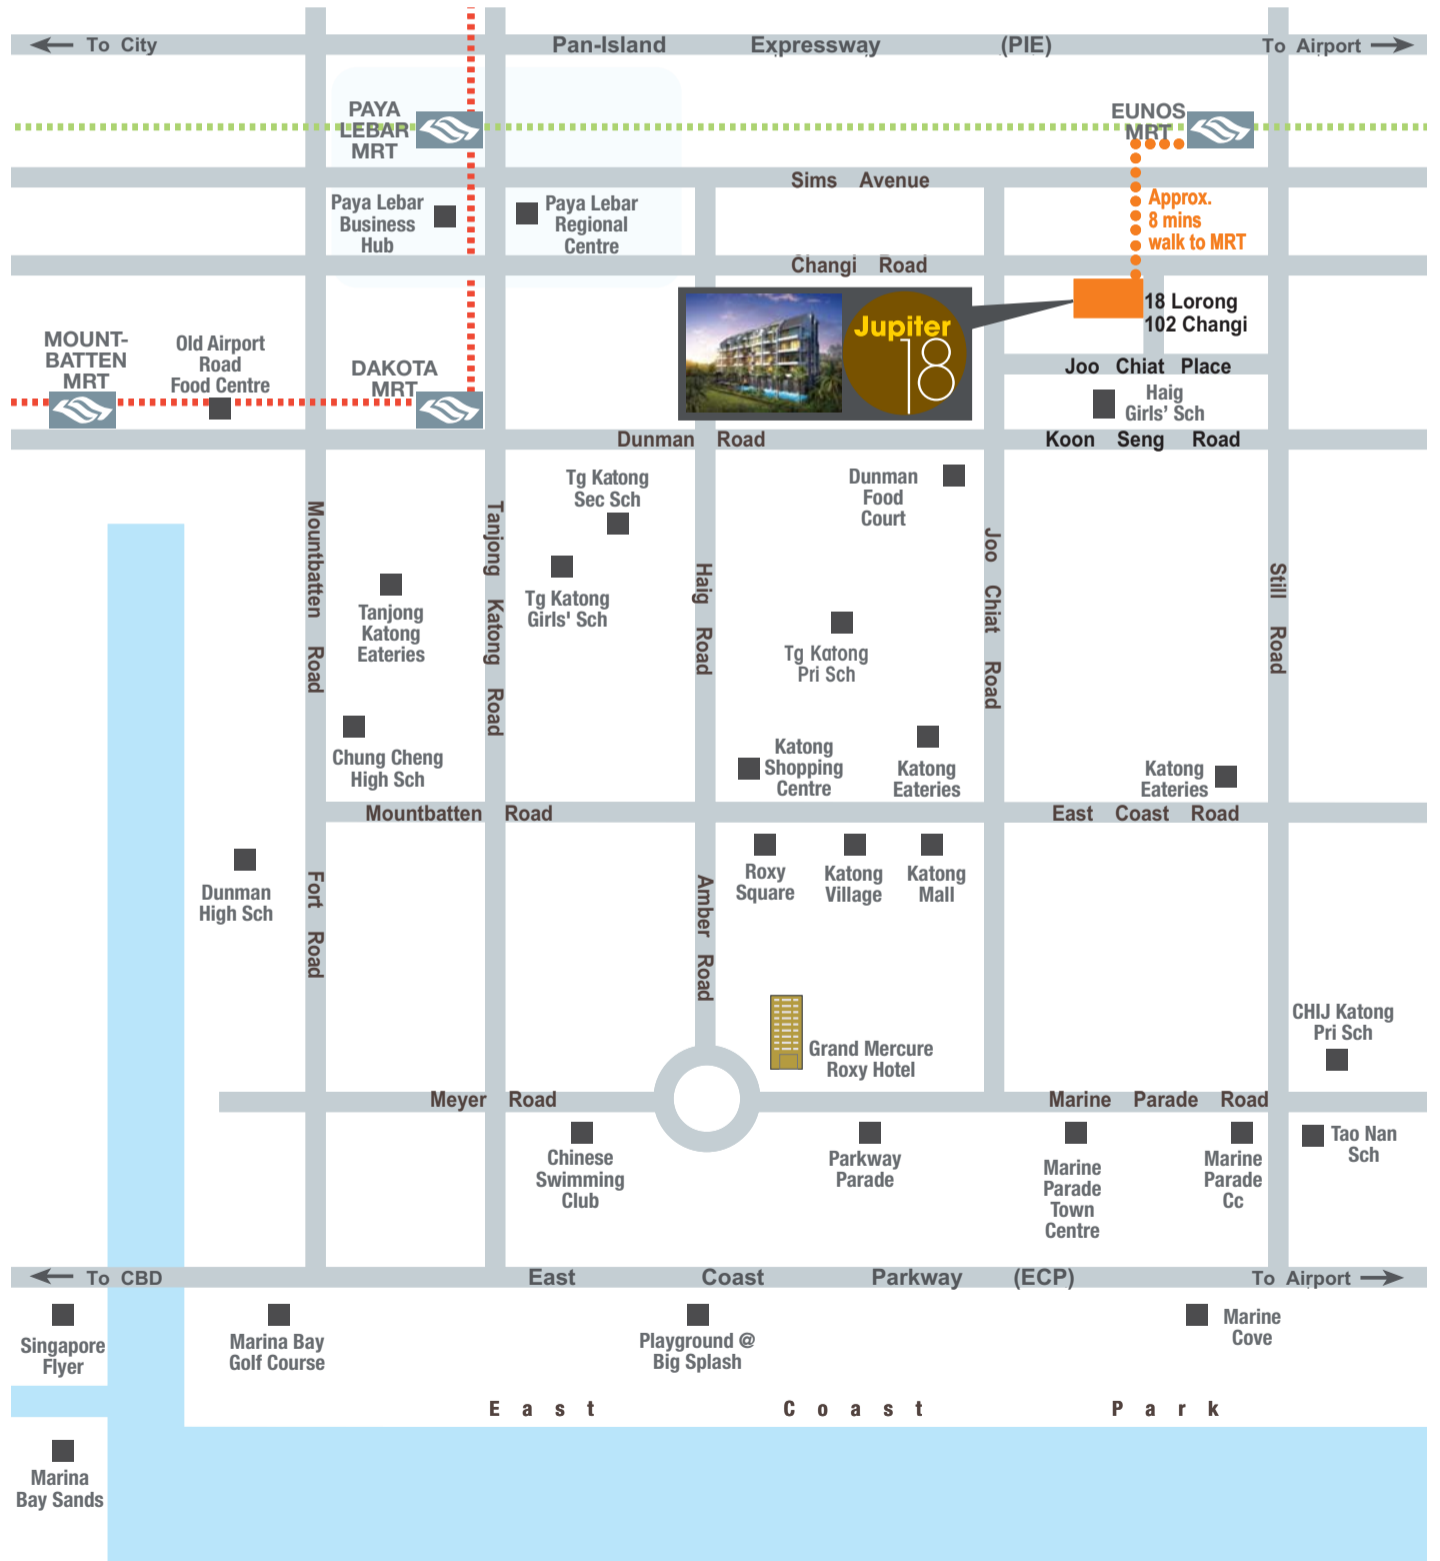 To City
Pan-Island Expressway (PIE)
To Airport
PAYA
LEBAR
MRT
EUNOS
MRT
Sims Avenue
Paya Lebar
Business
Hub
Paya Lebar
Regional
Centre
Approx.
8 mins
walk to MRT
Changi Road
Jupiter
18
18 Lorong
102 Changi
MOUNT-
BATTEN
MRT
Old Airport
Road
Food Centre
DAKOTA
MRT
Joo Chiat Place
Haig
Girls’ Sch
Dunman Road
Koon Seng Road
Tg Katong
Sec Sch
Dunman
Food
Court
Mountbatten Road
Tanjong Katong Road
Haig Road
Joo Chiat Road
Still Road
Tanjong
Katong
Eateries
Tg Katong
Girls' Sch
Tg Katong
Pri Sch
Chung Cheng
High Sch
Katong
Shopping
Centre
Katong
Eateries
Katong
Eateries
Mountbatten Road
East Coast Road
Dunman
High Sch
Fort Road
Amber Road
Roxy
Square
Katong
Village
Katong
Mall
CHIJ Katong
Pri Sch
Grand Mercure
Roxy Hotel
Meyer Road
Marine Parade Road
Chinese
Swimming
Club
Parkway
Parade
Marine
Parade
Town
Centre
Marine
Parade
Cc
Tao Nan
Sch
To CBD
East Coast Parkway (ECP)
To Airport
Singapore
Flyer
Marina Bay
Golf Course
Playground @
Big Splash
Marine
Cove
East Coast Park
Marina
Bay Sands